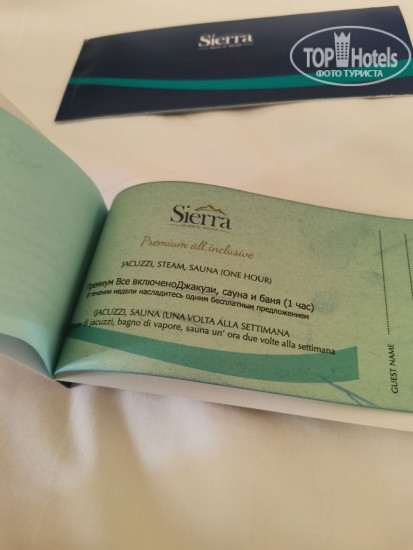 Sierra
TOP Hotels
ФОТО ТУРИСТА
Sierra
Premium all inclusive
JACUZZI, STEAM, SAUNA (ONE HOUR)
Премиум Все включеноДжакузи, сауна и баня (1 час)
В течении недели насладитесь одним бесплатным предложением
(JACUZZI, SAUNA (UNA VOLTA ALLA SETTIMANA
di jacuzzi, bagno di vapore, sauna un' ora due volte alla settimana
GUEST NAME